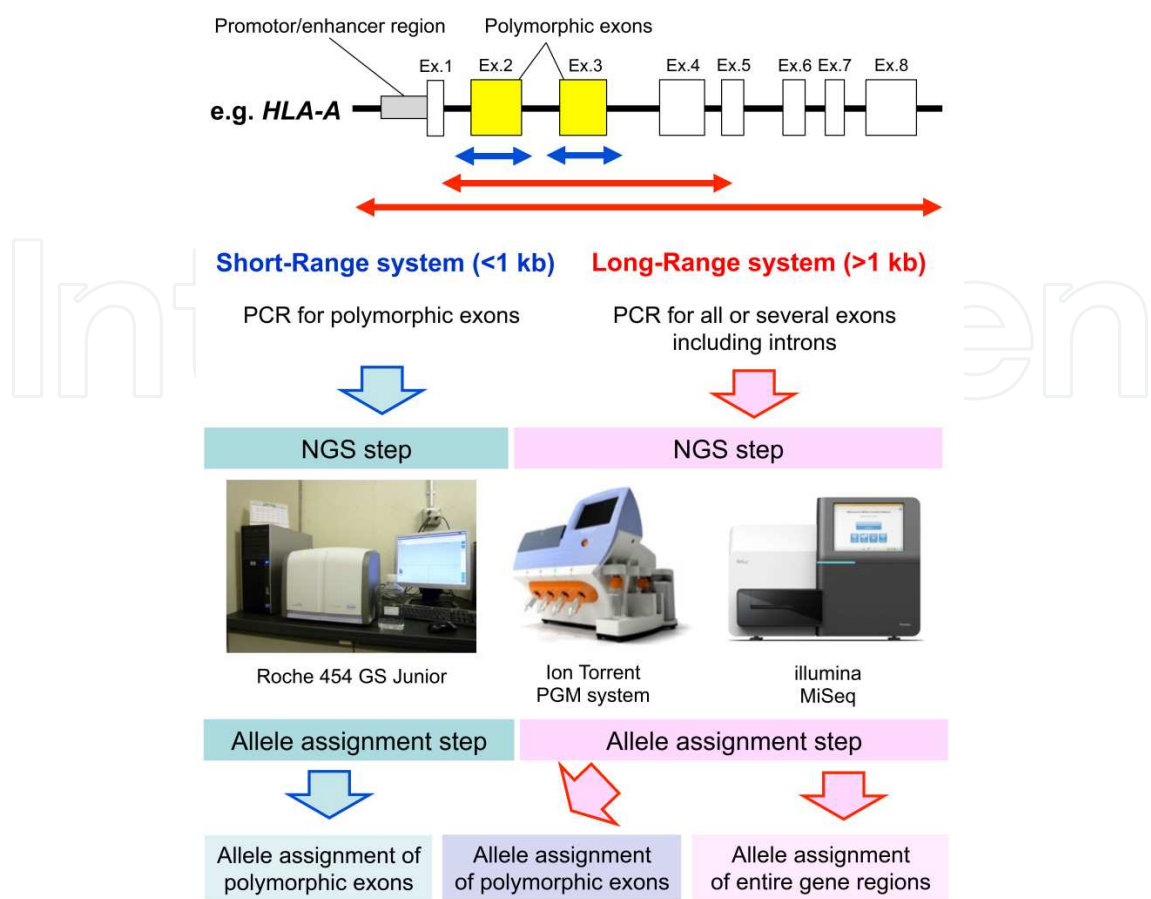 Promotor/enhancer region
Polymorphic exons
Ex.1
Ex.2
Ex.3
Ex.4
Ex.5
Ex.6
Ex.7
Ex.8
e.g. HLA-A
Short-Range system (<1 kb)
Long-Range system (>1 kb)
PCR for polymorphic exons
PCR for all or several exons
including introns
NGS step
NGS step
Roche 454 GS Junior
Ion Torrent
PGM system
illumina
MiSeq
Allele assignment step
Allele assignment step
Allele assignment of
polymorphic exons
Allele assignment
of polymorphic exons
Allele assignment
of entire gene regions